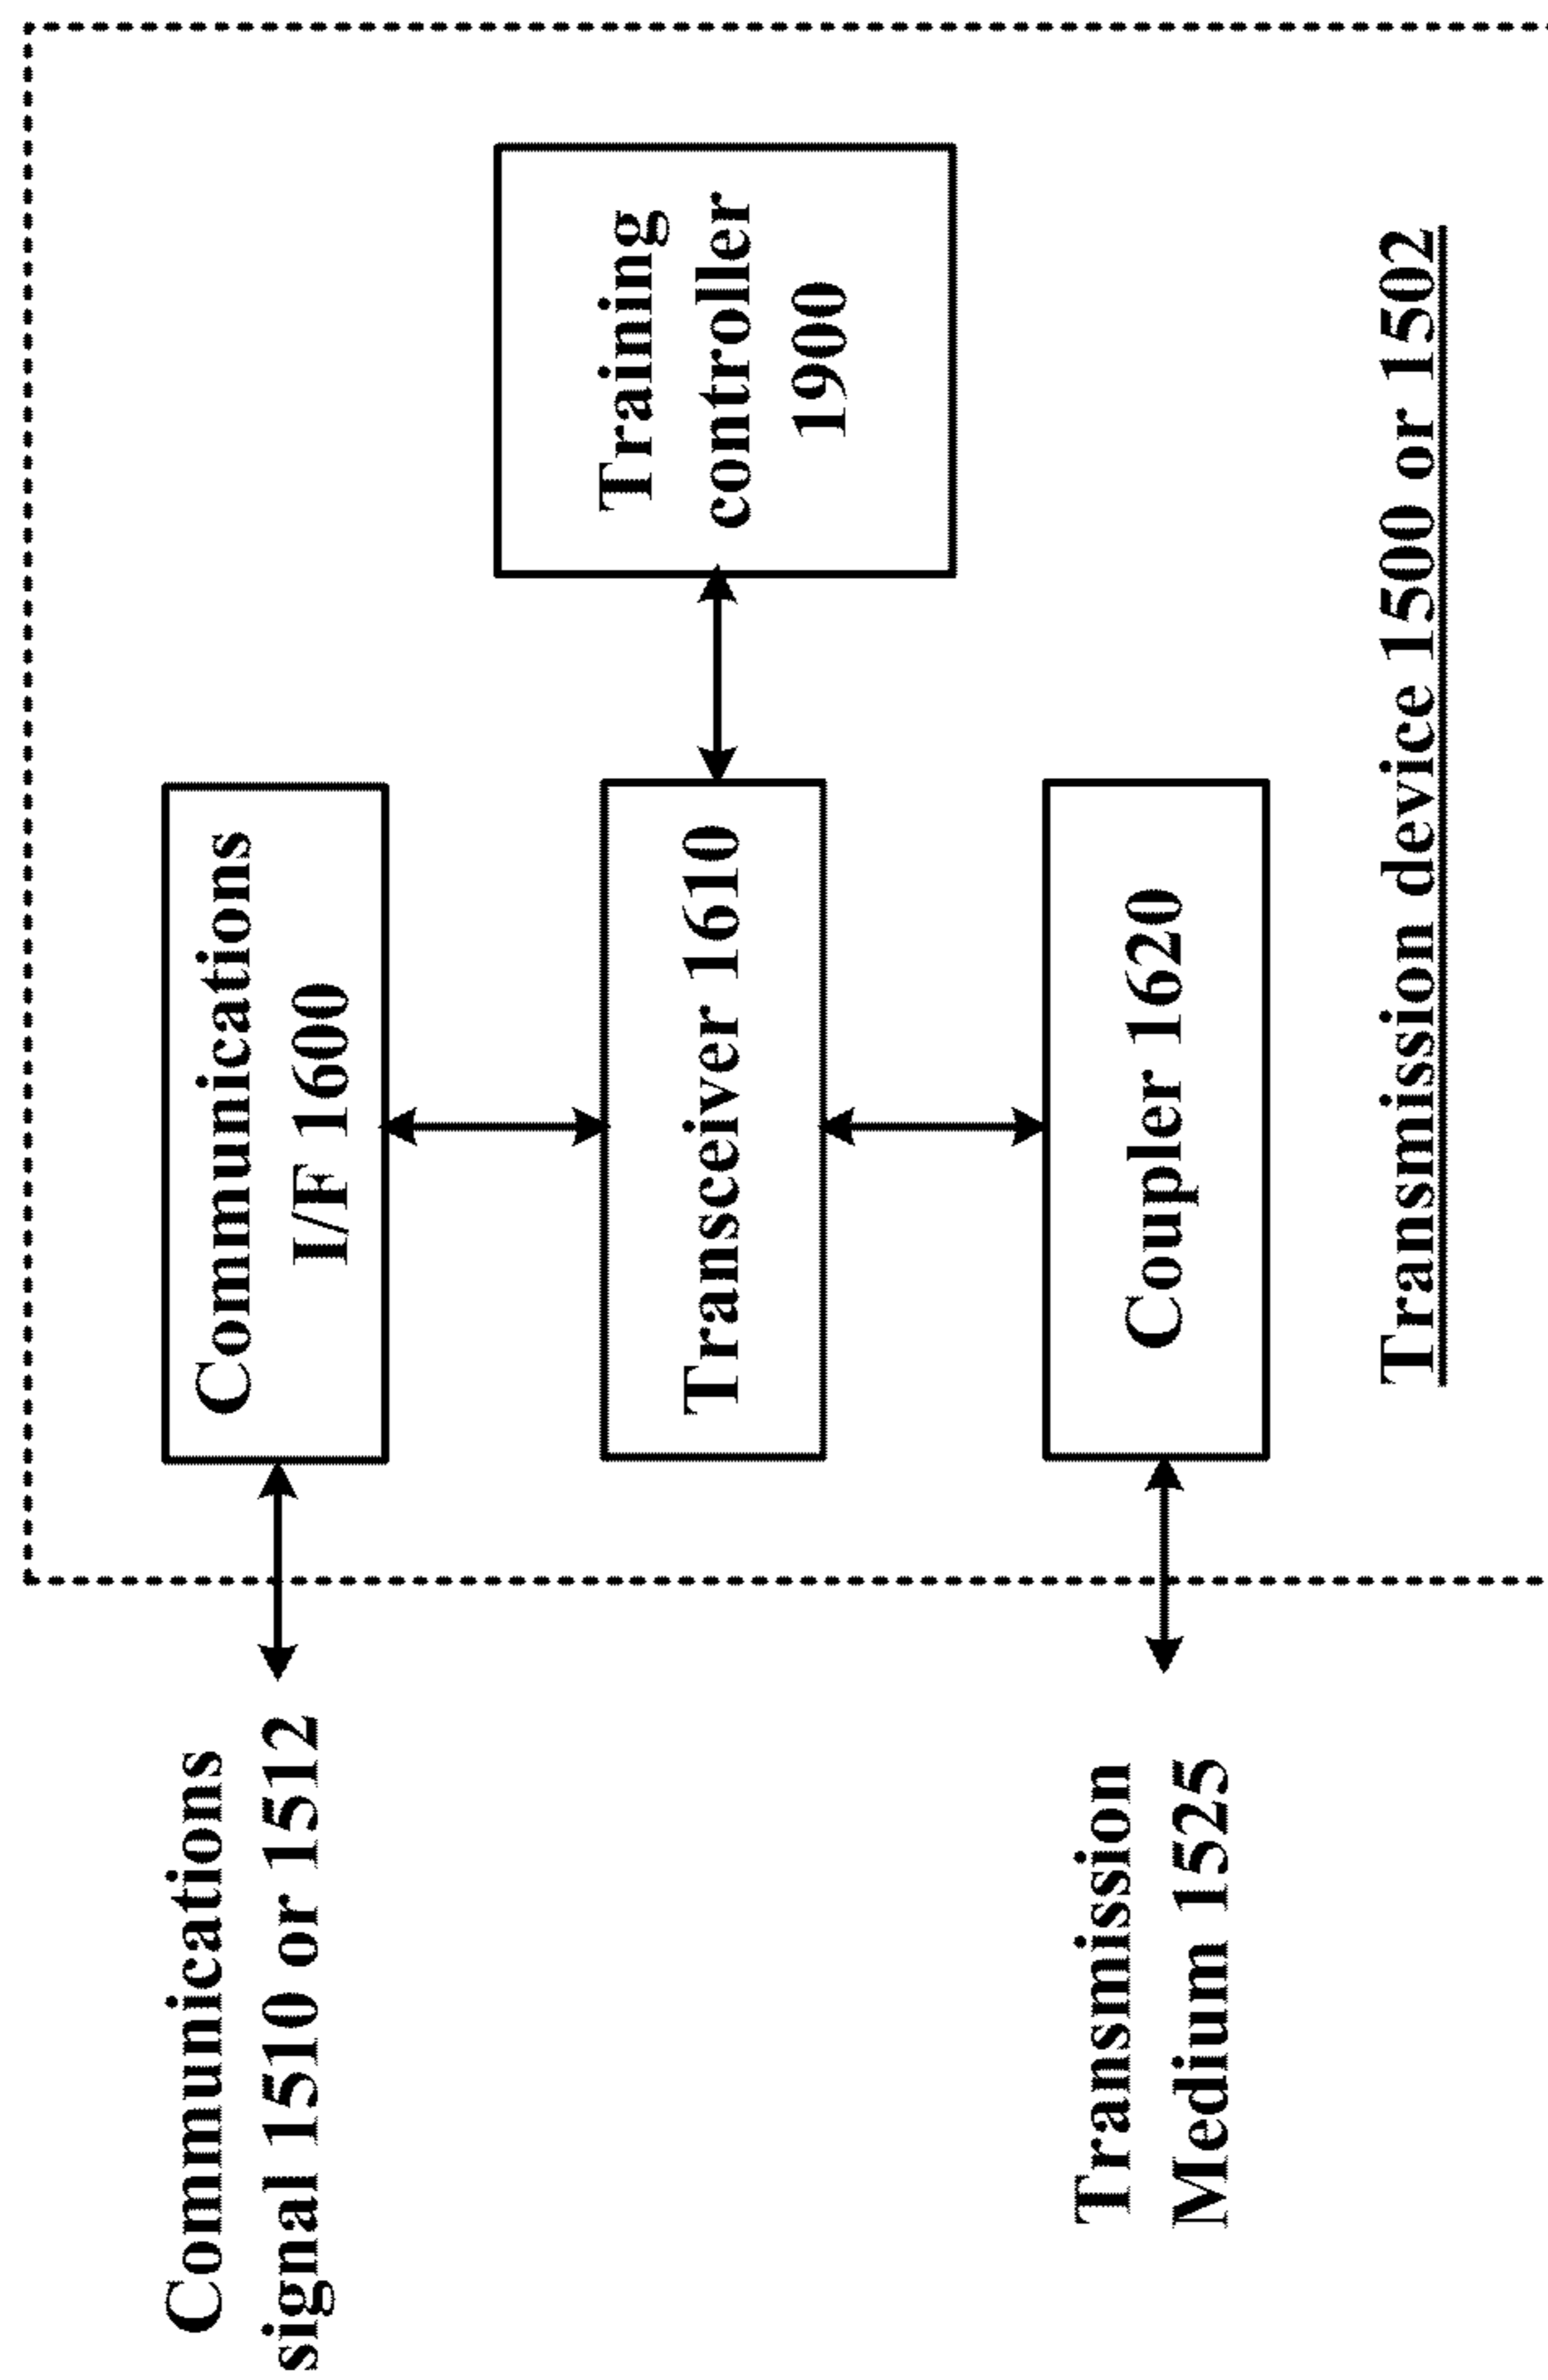 Communications
signal 1510 or 1512
Communications
I/F 1600
Transceiver 1610
Training
controller
1900
Coupler 1620
Transmission
Medium 1525
Transmission device 1500 or 1502